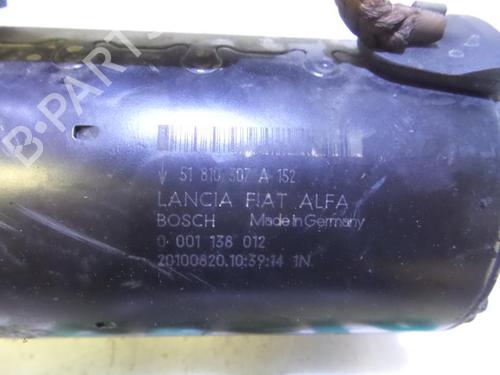 B-PARTS
51 810 307 A 152
LANCIA FIAT ALFA
BOSCH Made in Germany
0 001 138 012
20100820.10:39:14 1N